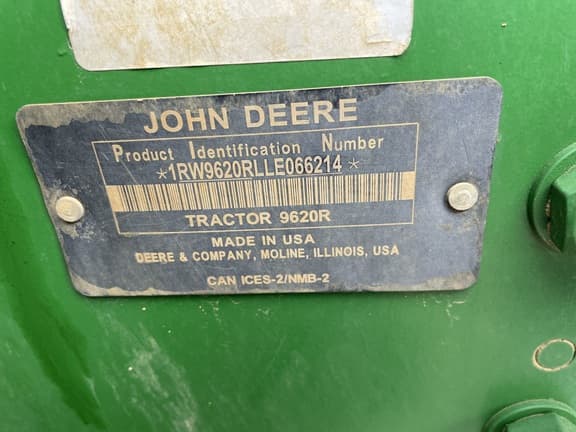 JOHN DEERE
Product Identification Number
*1RW9620RLLE066214*
TRACTOR 9620R
MADE IN USA
DEERE & COMPANY, MOLINE, ILLINOIS, USA
CAN ICES-2/NMB-2